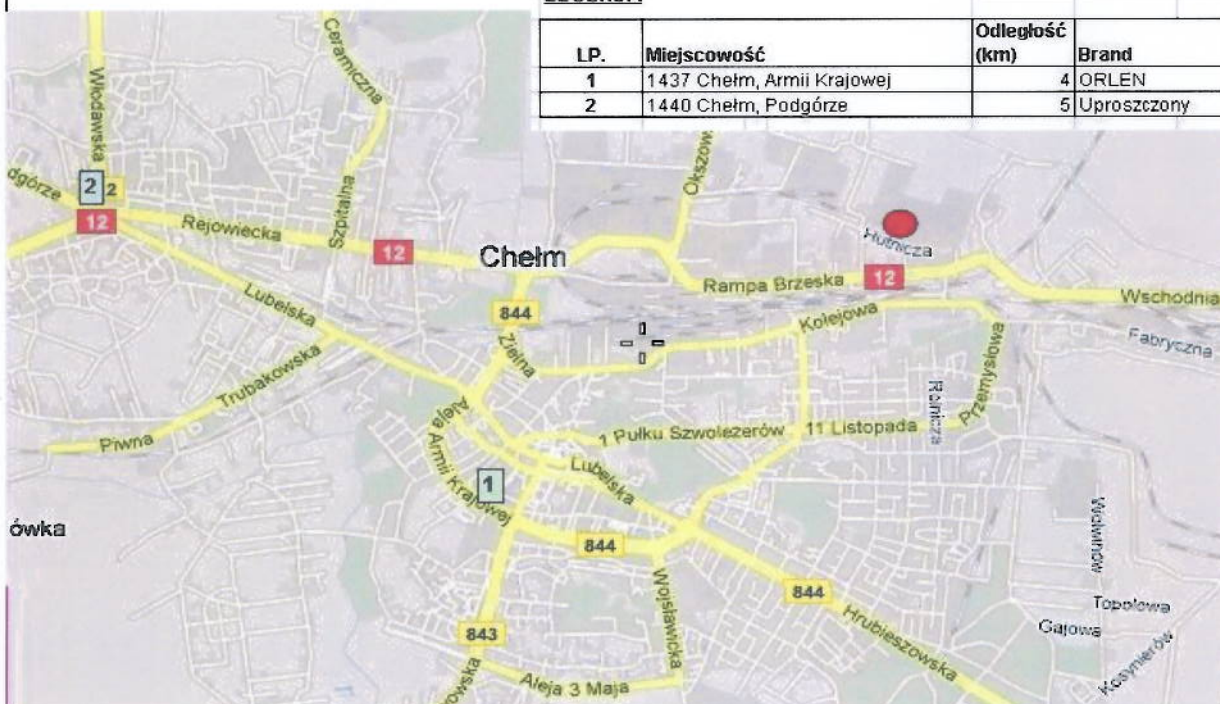 LP.	Miejscowość	Odległość (km)	Brand
1	1437 Chełm, Armii Krajowej	4	ORLEN
2	1440 Chełm, Podgórze	5	Uproszczony
Ceramiczna
Włodawska
Okszow
dgórze
2
2
12
Rejowiecka
Szpitalna
12
Chełm
Hutnicza
Rampa Brzeska
12
Wschodnia
Lubelska
844
Zielna
Kolejowa
Fabryczna
Trubakowska
Piwna
Aleja Armii Krajowej
1 Pułku Szwoleżerów
11 Listopada
Rolnicza
Przemysłowa
1
Lubelska
ówka
844
Wojsławicka
844
Hrubieszowska
Topolowa
Gajowa
Kosynierów
843
owska
Aleja 3 Maja